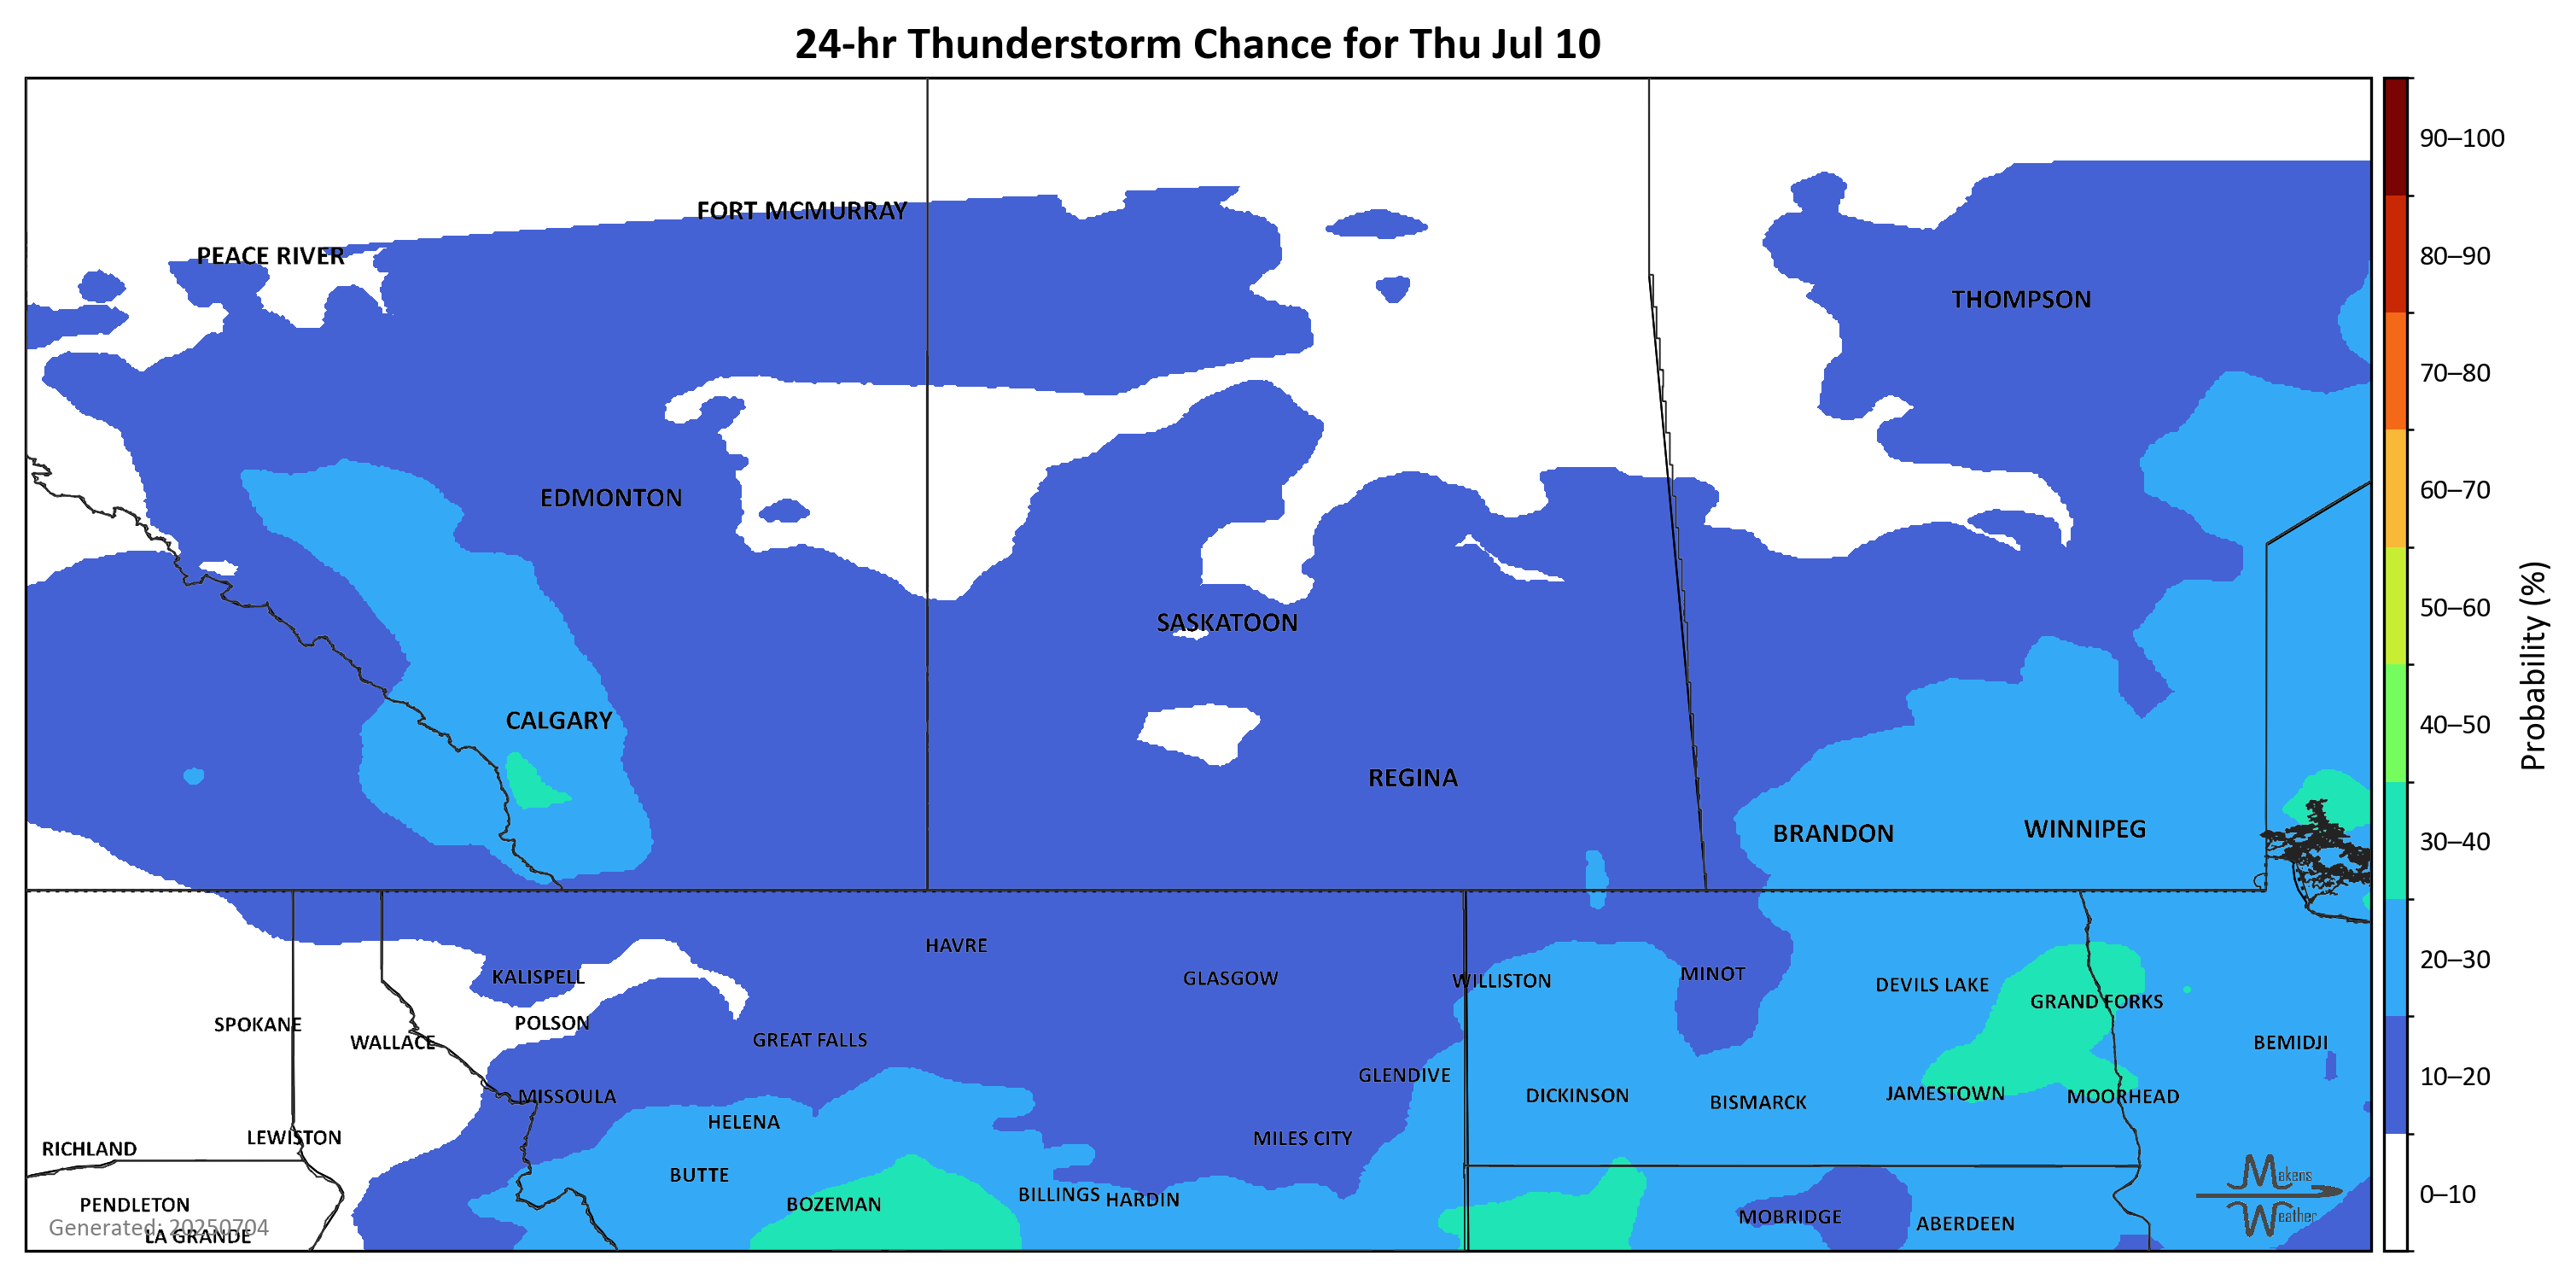 24-hr Thunderstorm Chance for Thu Jul 10
90–100
FORT MCMURRAY
PEACE RIVER
80–90
THOMPSON
70–80
60–70
EDMONTON
50–60
SASKATOON
CALGARY
40–50
Probability (%)
REGINA
BRANDON
WINNIPEG
30–40
HAVRE
20–30
KALISPELL
GLASGOW
WILLISTON
MINOT
DEVILS LAKE
GRAND FORKS
SPOKANE
POLSON
WALLACE
GREAT FALLS
BEMIDJI
GLENDIVE
10–20
MISSOULA
DICKINSON
BISMARCK
JAMESTOWN
MOORHEAD
HELENA
LEWISTON
MILES CITY
RICHLAND
BUTTE
Makens
BILLINGS
HARDIN
0–10
PENDLETON
BOZEMAN
MOBRIDGE
Weather
ABERDEEN
Generated: 20250704
LA GRANDE